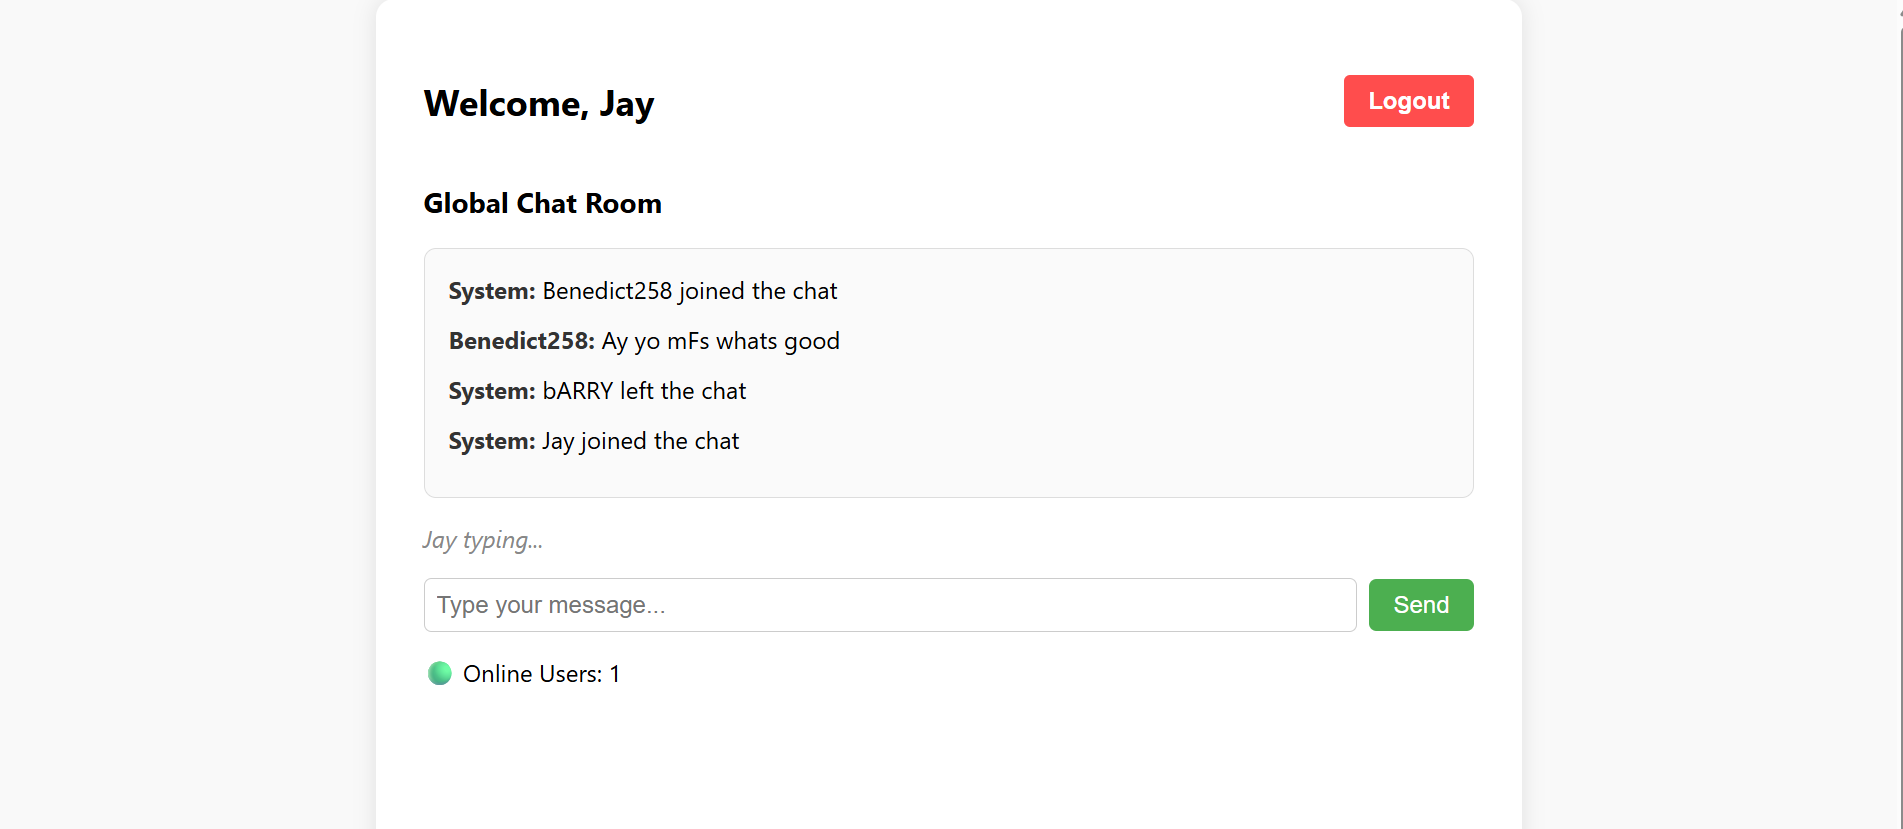 Welcome, Jay
Logout
Global Chat Room
System: Benedict258 joined the chat
Benedict258: Ay yo mFs whats good
System: bARRY left the chat
System: Jay joined the chat
Jay typing...
Type your message...
Send
Online Users: 1